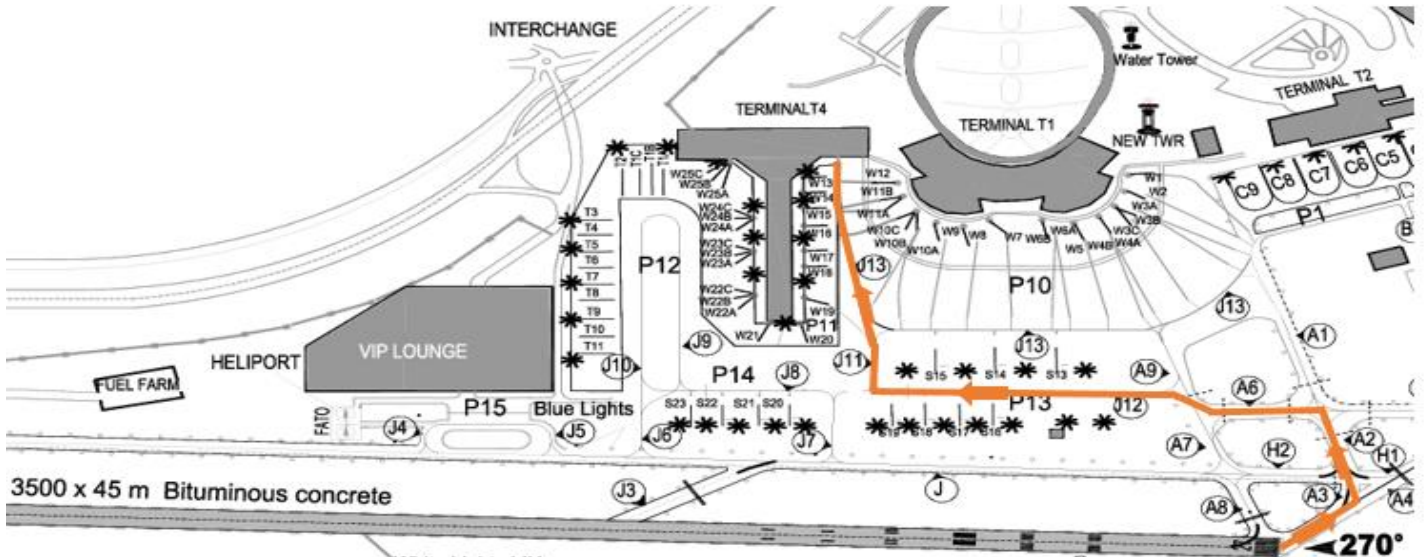 INTERCHANGE
Water Tower
TERMINAL T2
TERMINALT4
TERMINAL T1
NEW TWR
T2
T1C
T1B
W25C
W25B
W25A
W24C
W24B
W24A
W23C
W23B
W23A
W22C
W22B
W22A
W21
W13
W14
W15
W16
W17
W18
W19
P11
W20
W12
W11B
W11A
W10C
W10B
W10A
W9
W8
W7
W6B
W6A
W5
W4B
W4A
W3C
W3B
W3A
W2
W1
C9
C8
C7
C6
C5
P1
T3
T4
T5
T6
T7
T8
T9
T10
T11
P12
J13
P10
J13
J13
A1
HELIPORT
VIP LOUNGE
FUEL FARM
J10
J9
P14
J8
J11
S15
S14
S13
A9
A6
FATO
P15
Blue Lights
S23
S22
S21
S20
P13
J12
J4
J5
J6
J7
S19
S18
S17
S16
A7
H2
A2
H1
3500 x 45 m Bituminous concrete
J3
J
A8
A3
A4
270°